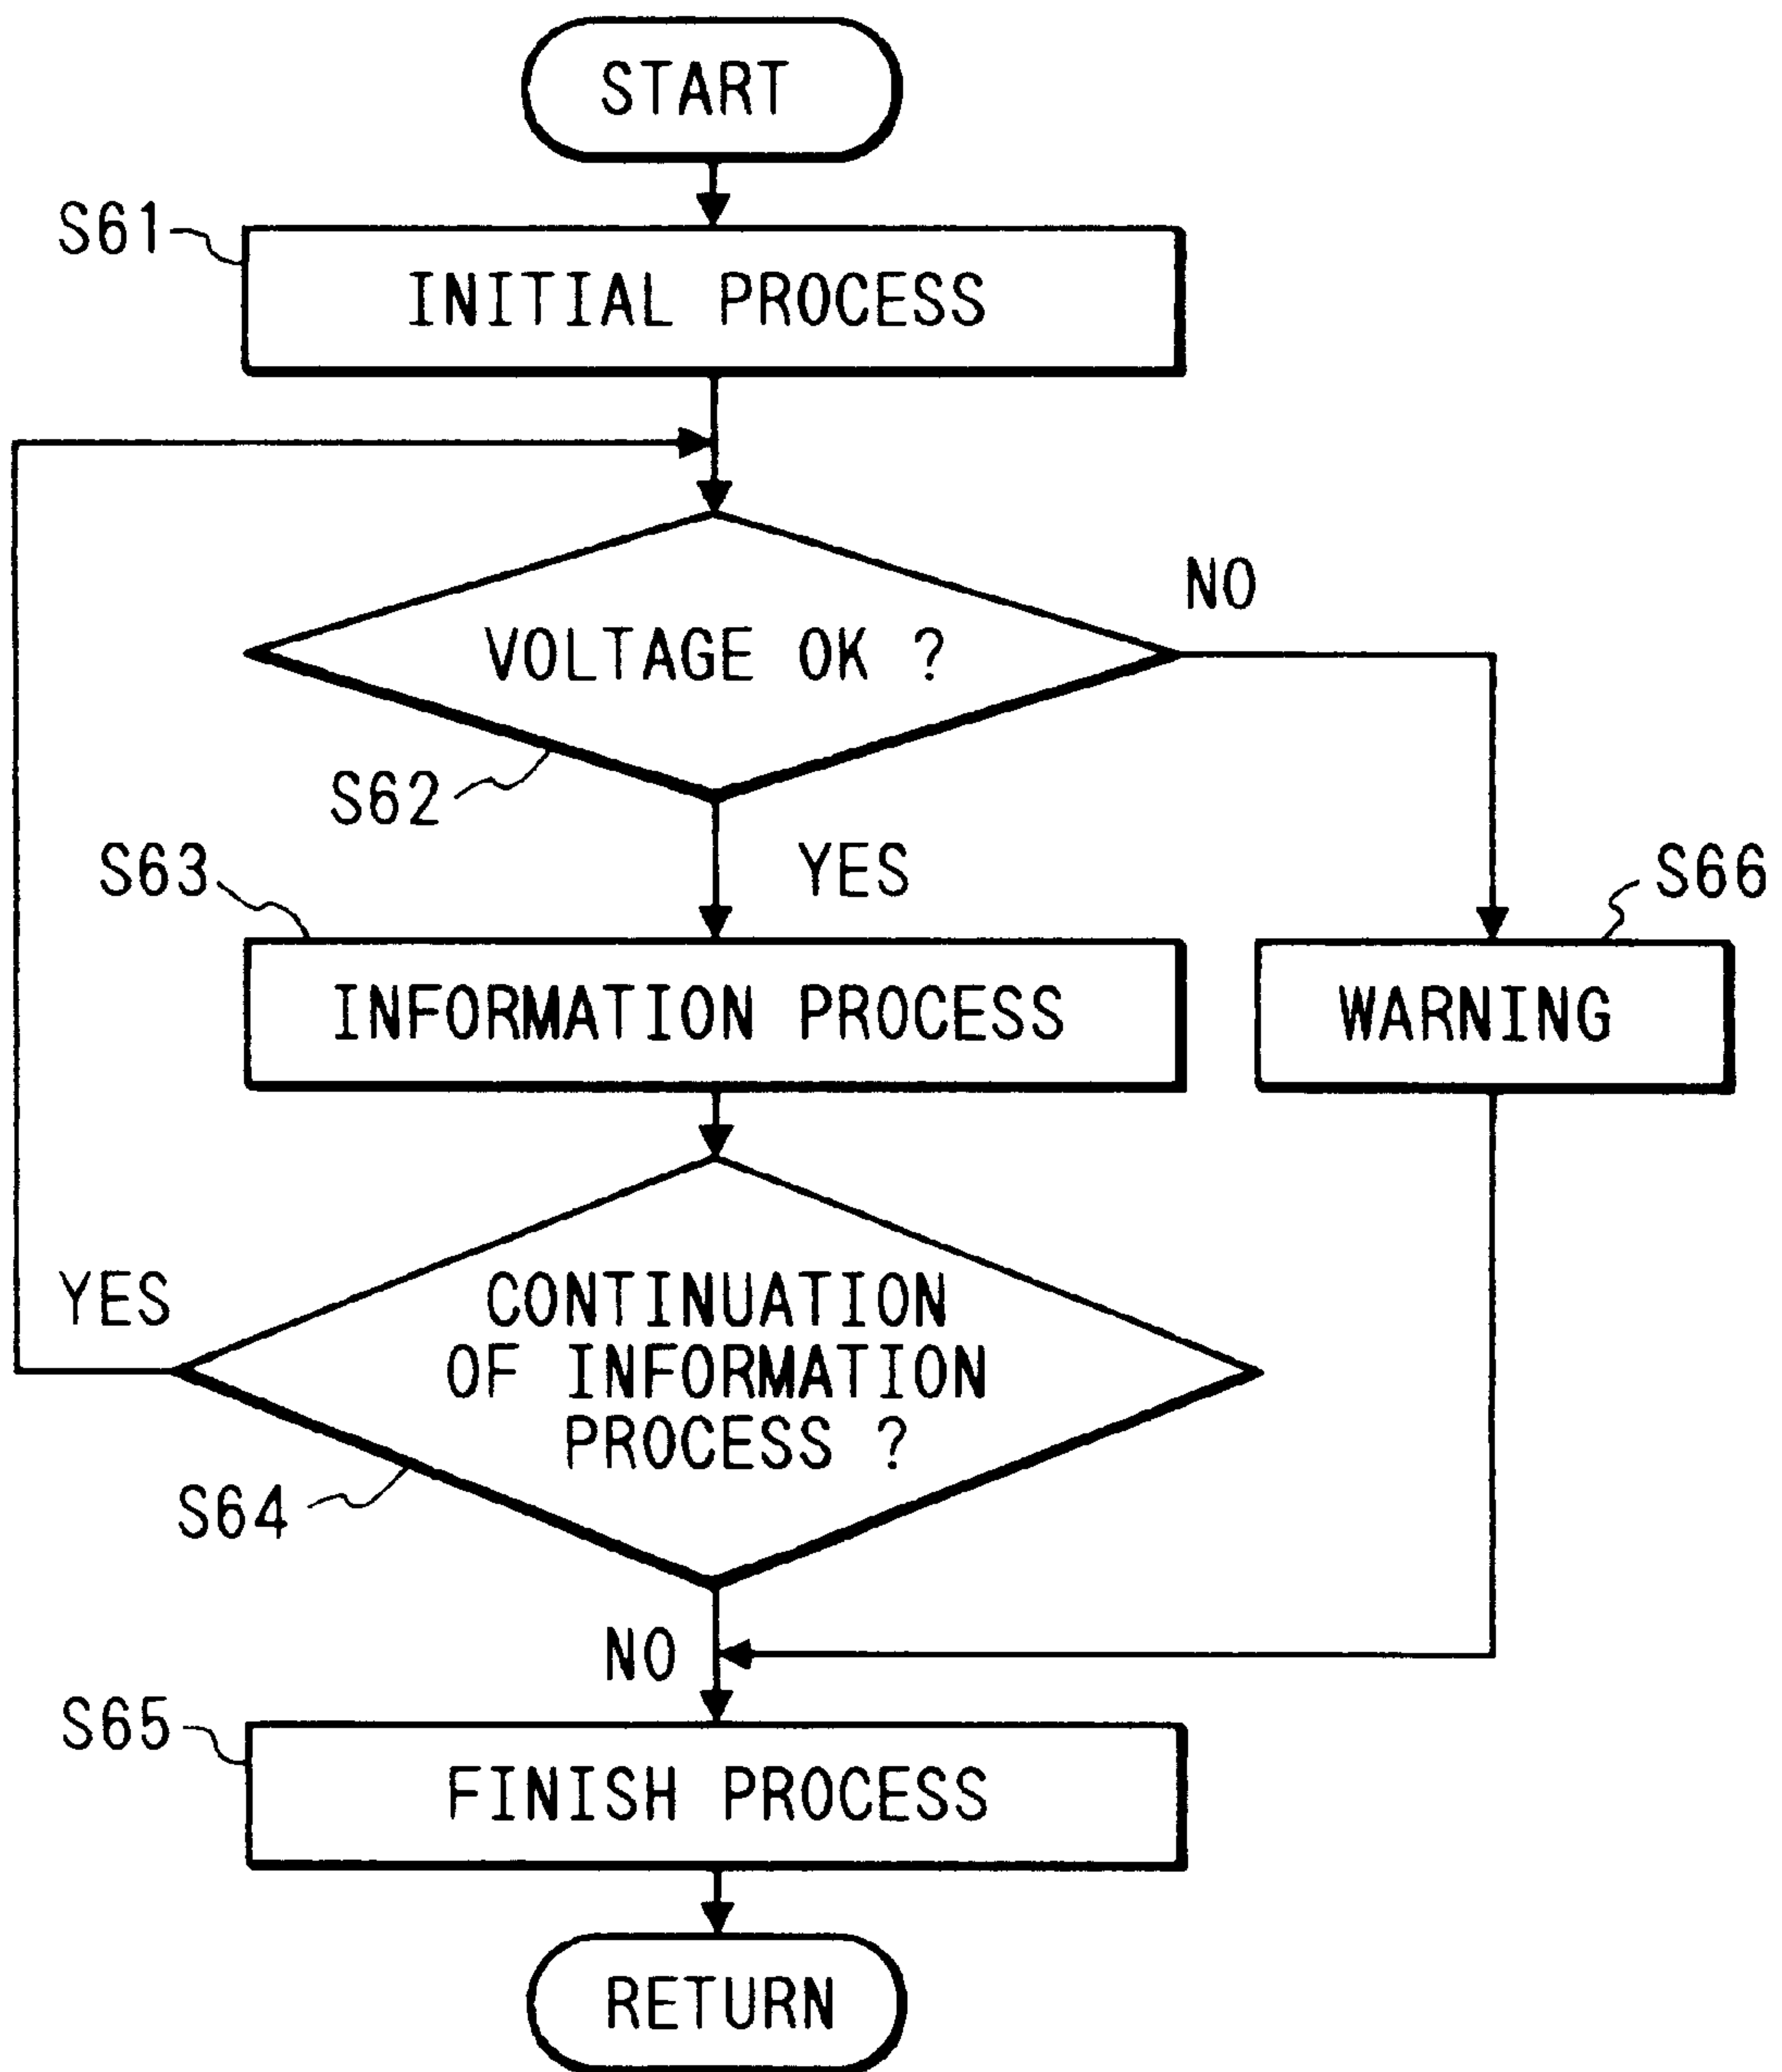 START
S61
INITIAL PROCESS
NO
VOLTAGE OK ?
S62
YES
S63
S66
INFORMATION PROCESS
WARNING
YES
CONTINUATION
OF INFORMATION
PROCESS ?
S64
NO
S65
FINISH PROCESS
RETURN